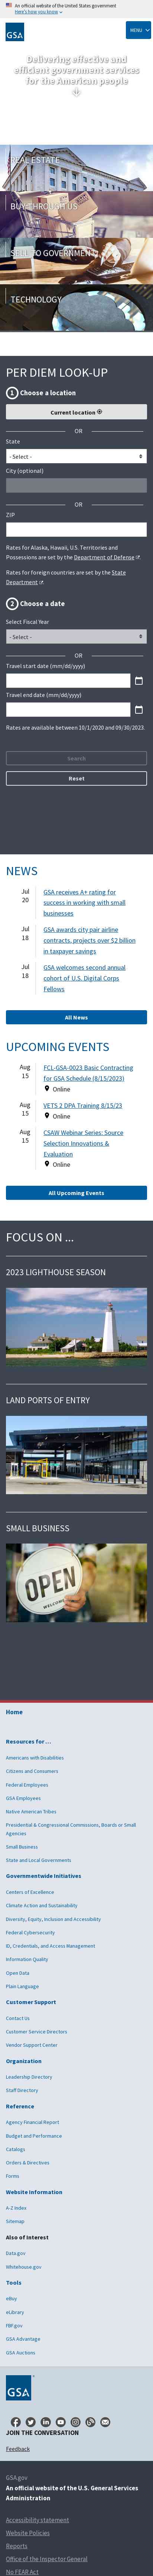 An official website of the United States government
Here's how you know
GSA
MENU
Delivering effective and
efficient government services
for the American people
REAL ESTATE
BUY THROUGH US
SELL TO GOVERNMENT
TECHNOLOGY
PER DIEM LOOK-UP
1 Choose a location
Current location
OR
State
- Select -
City (optional)
OR
ZIP
Rates for Alaska, Hawaii, U.S. Territories and
Possessions are set by the Department of Defense
Rates for foreign countries are set by the State
Department
2 Choose a date
Select Fiscal Year
- Select -
OR
Travel start date (mm/dd/yyyy)
Travel end date (mm/dd/yyyy)
Rates are available between 10/1/2020 and 09/30/2023.
Search
Reset
NEWS
Jul
20
GSA receives A+ rating for
success in working with small
businesses
Jul
18
GSA awards city pair airline
contracts, projects over $2 billion
in taxpayer savings
Jul
18
GSA welcomes second annual
cohort of U.S. Digital Corps
Fellows
All News
UPCOMING EVENTS
Aug
15
FCL-GSA-0023 Basic Contracting
for GSA Schedule (8/15/2023)
Online
Aug
15
VETS 2 DPA Training 8/15/23
Online
Aug
15
CSAW Webinar Series: Source
Selection Innovations &
Evaluation
Online
All Upcoming Events
FOCUS ON ...
2023 LIGHTHOUSE SEASON
LAND PORTS OF ENTRY
SMALL BUSINESS
OPEN
Home
Resources for ...
Americans with Disabilities
Citizens and Consumers
Federal Employees
GSA Employees
Native American Tribes
Presidential & Congressional Commissions, Boards or Small
Agencies
Small Business
State and Local Governments
Governmentwide Initiatives
Centers of Excellence
Climate Action and Sustainability
Diversity, Equity, Inclusion and Accessibility
Federal Cybersecurity
ID, Credentials, and Access Management
Information Quality
Open Data
Plain Language
Customer Support
Contact Us
Customer Service Directors
Vendor Support Center
Organization
Leadership Directory
Staff Directory
Reference
Agency Financial Report
Budget and Performance
Catalogs
Orders & Directives
Forms
Website Information
A-Z Index
Sitemap
Also of Interest
Data.gov
Whitehouse.gov
Tools
eBuy
eLibrary
FBF.gov
GSA Advantage
GSA Auctions
GSA
JOIN THE CONVERSATION
Feedback
GSA.gov
An official website of the U.S. General Services
Administration
Accessibility statement
Website Policies
Reports
Office of the Inspector General
No FEAR Act